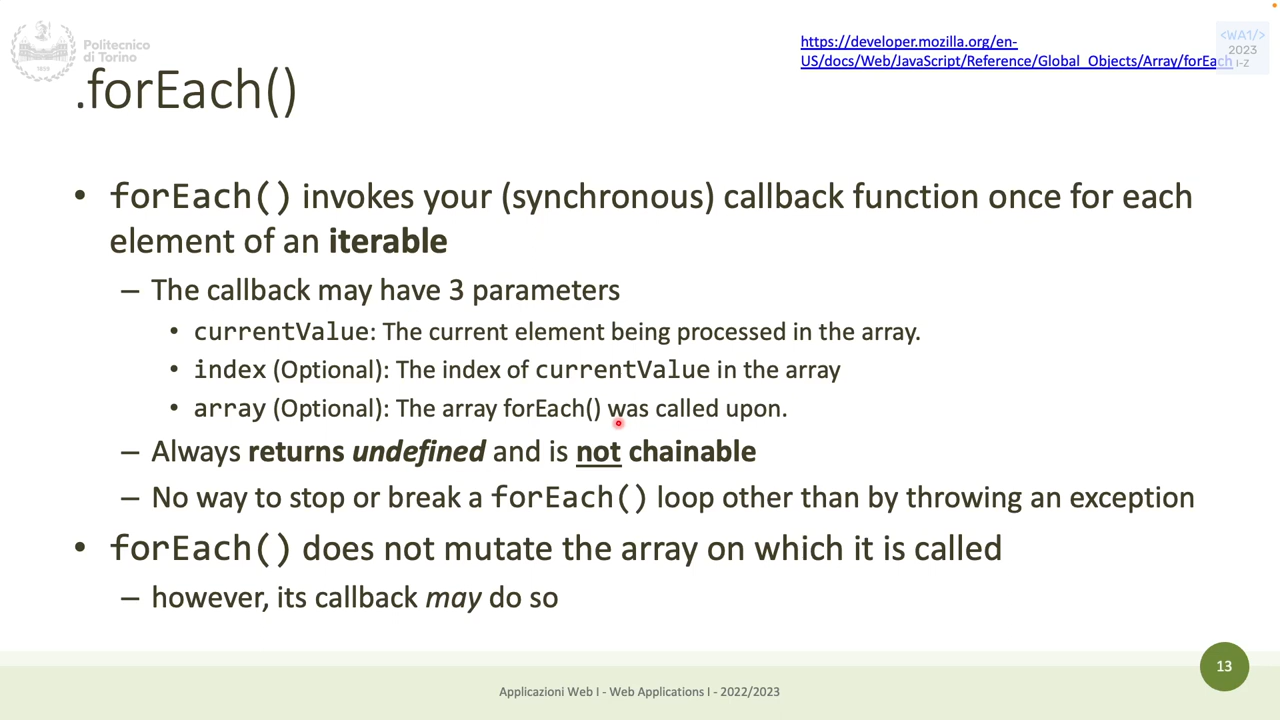 Politecnico
di Torino
1859
https://developer.mozilla.org/en-
US/docs/Web/JavaScript/Reference/Global_Objects/Array/forEach
<WA1/>
2023
I-Z
.forEach()
• forEach() invokes your (synchronous) callback function once for each
element of an iterable
– The callback may have 3 parameters
• currentValue: The current element being processed in the array.
• index (Optional): The index of currentValue in the array
• array (Optional): The array forEach() was called upon.
– Always returns undefined and is not chainable
– No way to stop or break a forEach() loop other than by throwing an exception
• forEach() does not mutate the array on which it is called
– however, its callback may do so
13
Applicazioni Web I - Web Applications I - 2022/2023